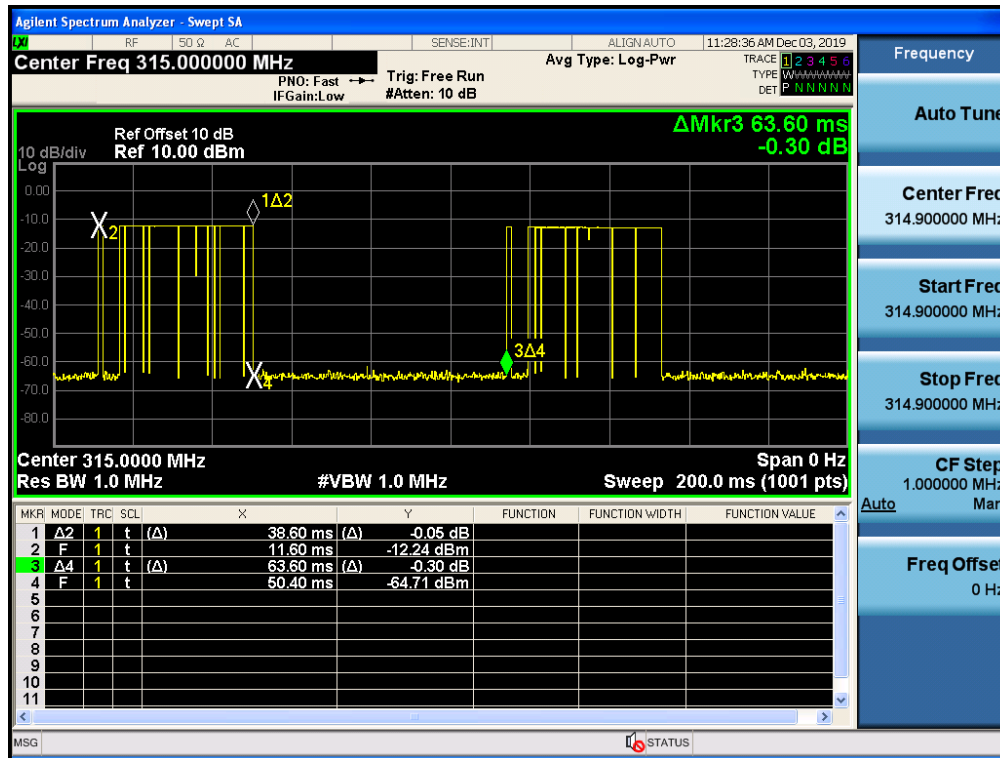 Agilent Spectrum Analyzer - Swept SA
LXI RF 50 Ω AC SENSE:INT ALIGN AUTO 11:28:36 AM Dec 03, 2019
Center Freq 315.000000 MHz
PNO: Fast
IFGain:Low
Trig: Free Run
#Atten: 10 dB
Avg Type: Log-Pwr
TRACE 1 2 3 4 5 6
TYPE W
DET P N N N N N
Ref Offset 10 dB
Ref 10.00 dBm
10 dB/div
Log
ΔMkr3 63.60 ms
-0.30 dB
0.00
-10.0
-20.0
-30.0
-40.0
-50.0
-60.0
-70.0
-80.0
X2
1Δ2
X4
3Δ4
Center 315.0000 MHz
Span 0 Hz
Res BW 1.0 MHz
#VBW 1.0 MHz
Sweep 200.0 ms (1001 pts)
MKR MODE TRC SCL X Y FUNCTION FUNCTION WIDTH FUNCTION VALUE
1 Δ2 1 t (Δ) 38.60 ms (Δ) -0.05 dB
2 F 1 t 11.60 ms -12.24 dBm
3 Δ4 1 t (Δ) 63.60 ms (Δ) -0.30 dB
4 F 1 t 50.40 ms -64.71 dBm
5
6
7
8
9
10
11
MSG
STATUS
Frequency
Auto Tune
Center Freq
314.900000 MHz
Start Freq
314.900000 MHz
Stop Freq
314.900000 MHz
CF Step
1.000000 MHz
Auto Man
Freq Offset
0 Hz